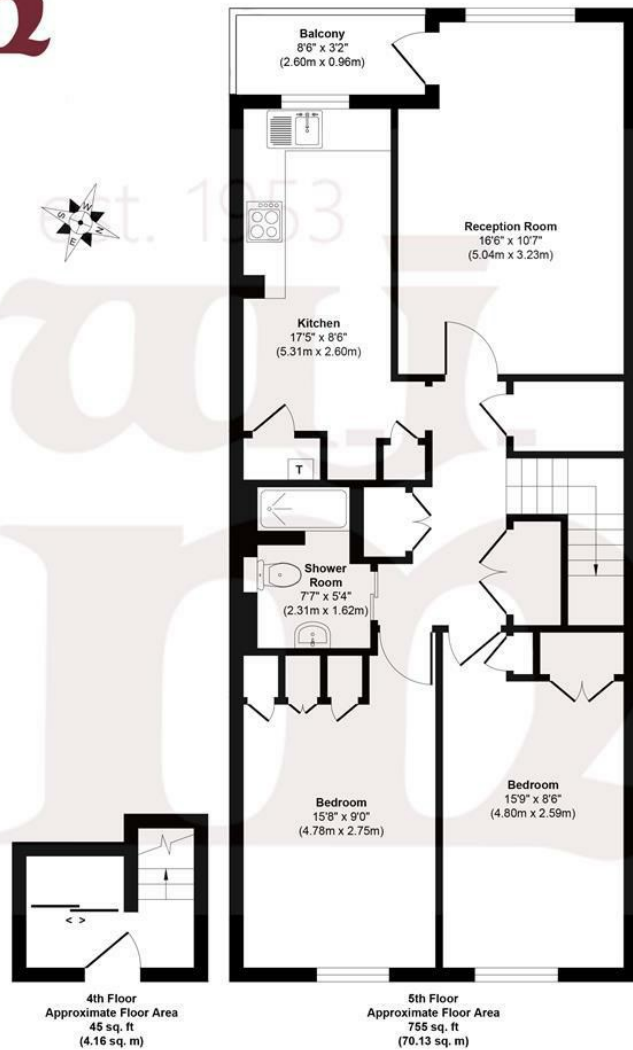 Balcony
8'6" x 3'2"
(2.60m x 0.96m)
est. 1953
W
S
N
E
Reception Room
16'6" x 10'7"
(5.04m x 3.23m)
Kitchen
17'5" x 8'6"
(5.31m x 2.60m)
T
Shower
Room
7'7" x 5'4"
(2.31m x 1.62m)
Bedroom
15'8" x 9'0"
(4.78m x 2.75m)
Bedroom
15'9" x 8'6"
(4.80m x 2.59m)
< >
4th Floor
Approximate Floor Area
45 sq. ft
(4.16 sq. m)
5th Floor
Approximate Floor Area
755 sq. ft
(70.13 sq. m)